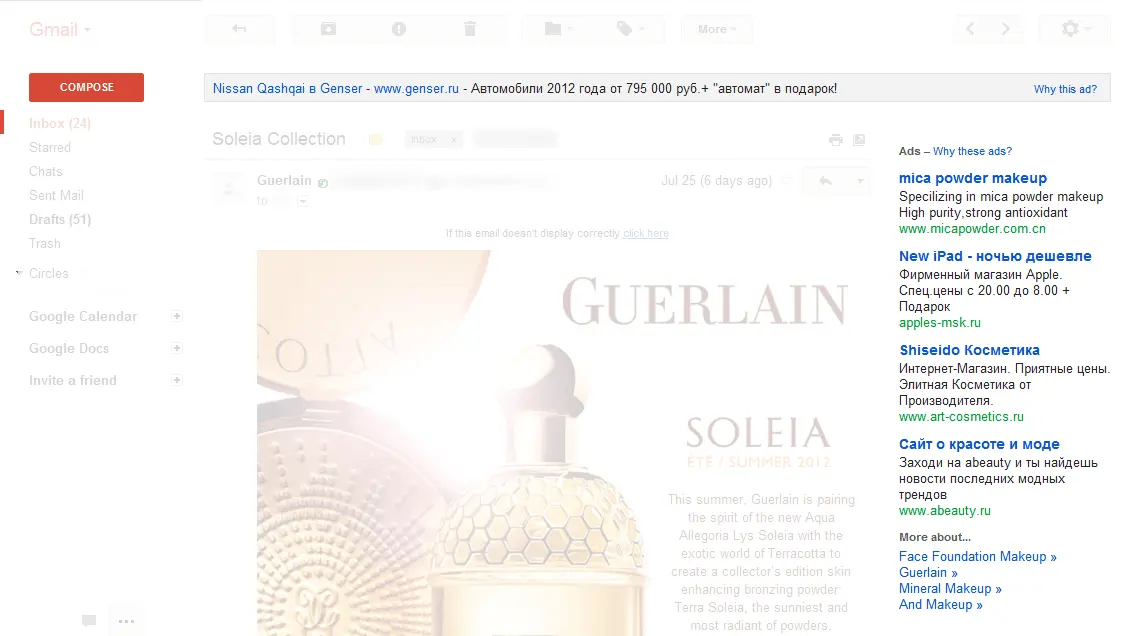 Gmail
More
COMPOSE
Nissan Qashqai в Genser - www.genser.ru - Автомобили 2012 года от 795 000 руб.+ "автомат" в подарок!
Why this ad?
Inbox (24)
Starred
Chats
Sent Mail
Drafts (51)
Trash
Circles
Google Calendar
Google Docs
Invite a friend
Soleia Collection
Inbox x
Guerlain
Jul 25 (6 days ago)
to
If this email doesn't display correctly click here
GUERLAIN
SOLEIA
ÉTÉ / SUMMER 2012
This summer, Guerlain is pairing
the spirit of the new Aqua
Allegoria Lys Soleia with the
exotic world of Terracotta to
create a collector's edition skin
enhancing bronzing powder
Terra Soleia, the sunniest and
most radiant of powders.
Ads – Why these ads?
mica powder makeup
Specilizing in mica powder makeup
High purity,strong antioxidant
www.micapowder.com.cn
New iPad - ночью дешевле
Фирменный магазин Apple.
Спец.цены с 20.00 до 8.00 +
Подарок
apples-msk.ru
Shiseido Косметика
Интернет-Магазин. Приятные цены.
Элитная Косметика от
Производителя.
www.art-cosmetics.ru
Сайт о красоте и моде
Заходи на abeauty и ты найдешь
новости последних модных
трендов
www.abeauty.ru
More about...
Face Foundation Makeup »
Guerlain »
Mineral Makeup »
And Makeup »